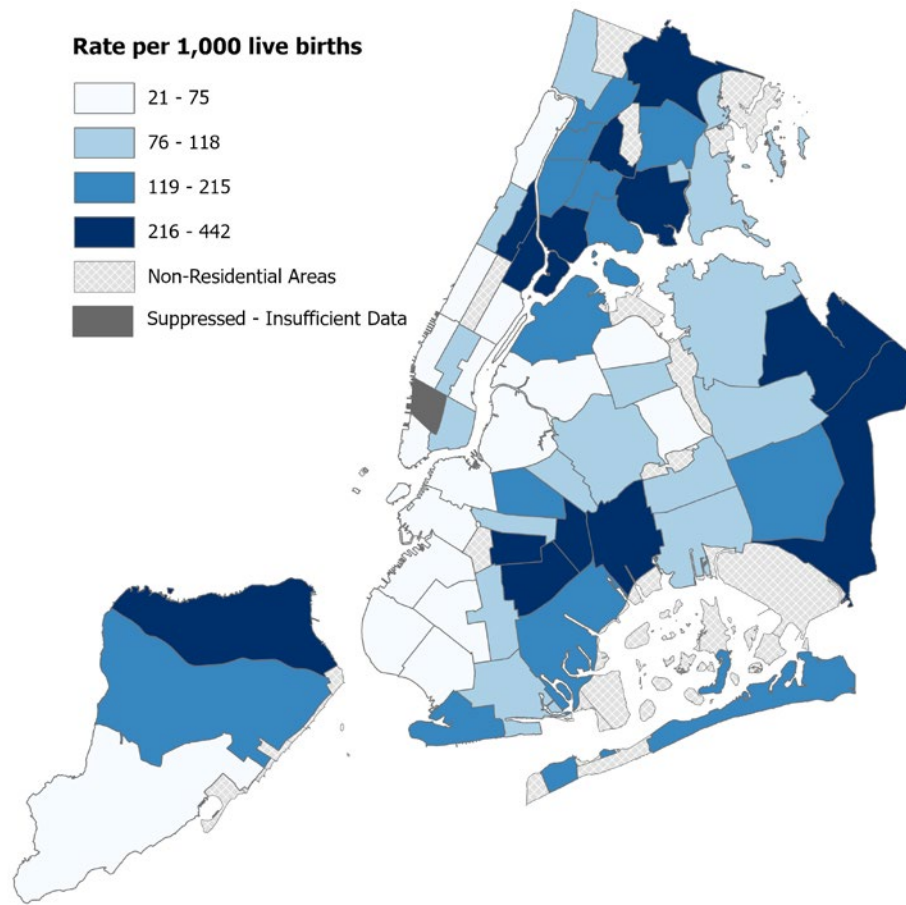 Rate per 1,000 live births
21 - 75
76 - 118
119 - 215
216 - 442
Non-Residential Areas
Suppressed - Insufficient Data